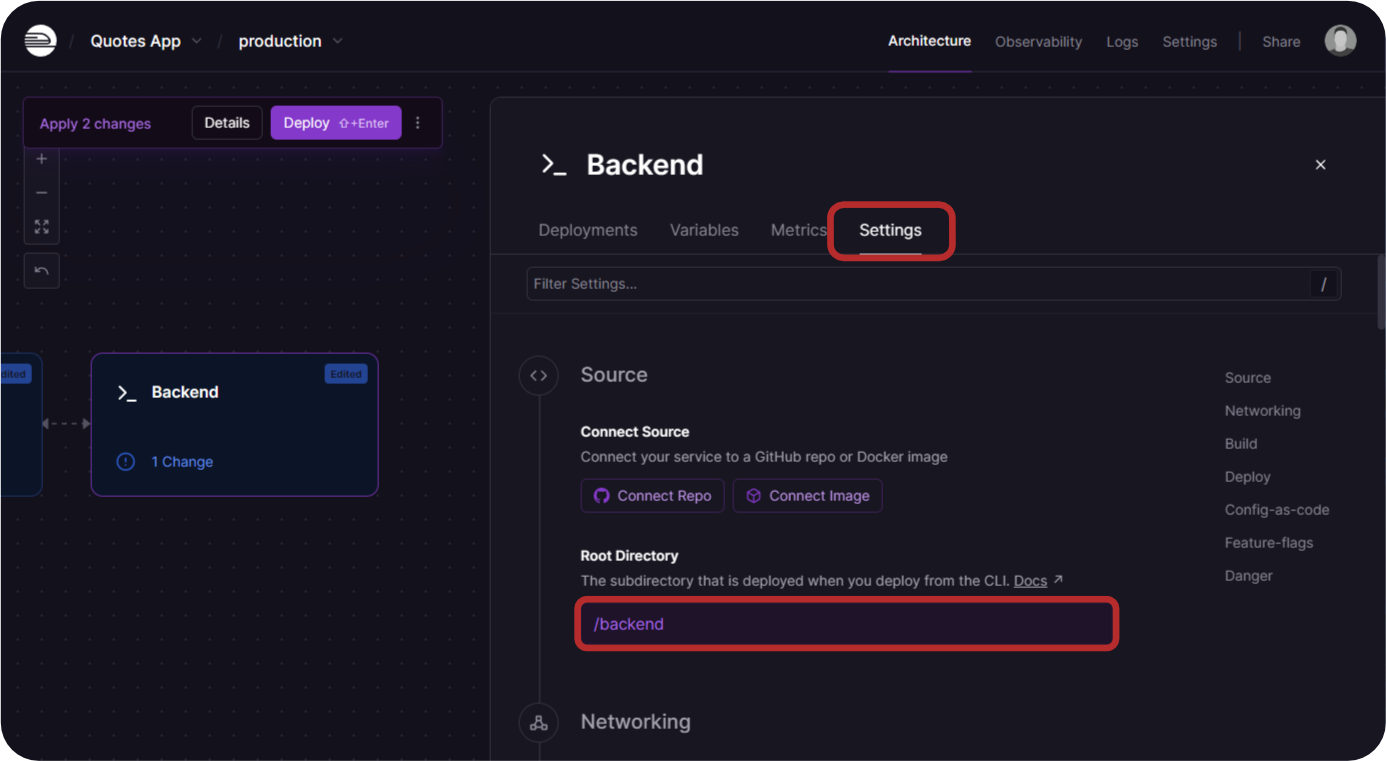 / Quotes App / production
Architecture Observability Logs Settings | Share
Apply 2 changes Details Deploy ⇧+Enter
Backend
Deployments Variables Metrics Settings
Filter Settings... /
dited
Backend Edited
1 Change
Source
Connect Source
Connect your service to a GitHub repo or Docker image
Connect Repo Connect Image
Root Directory
The subdirectory that is deployed when you deploy from the CLI. Docs ↗
/backend
Networking
Source
Networking
Build
Deploy
Config-as-code
Feature-flags
Danger